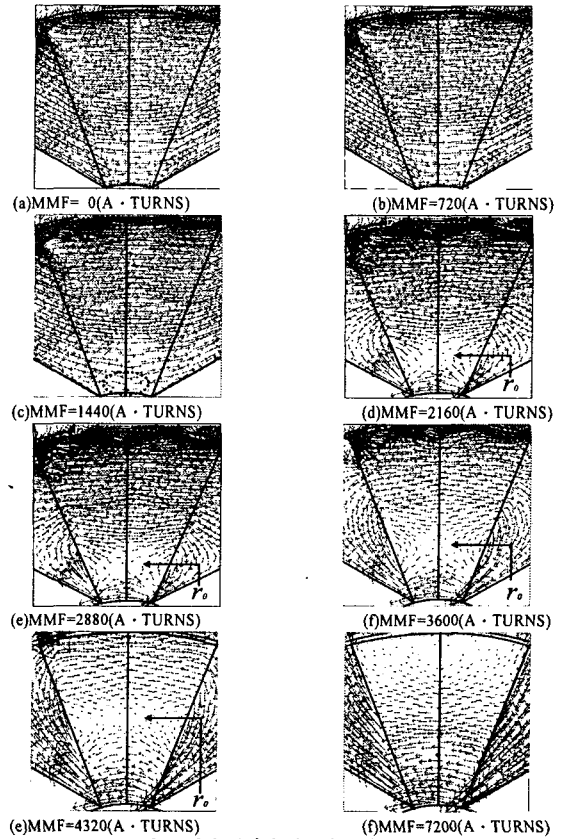 (a)MMF= 0(A · TURNS)
(b)MMF=720(A · TURNS)
(c)MMF=1440(A · TURNS)
r₀
(d)MMF=2160(A · TURNS)
r₀
(e)MMF=2880(A · TURNS)
r₀
(f)MMF=3600(A · TURNS)
r₀
(e)MMF=4320(A · TURNS)
(f)MMF=7200(A · TURNS)